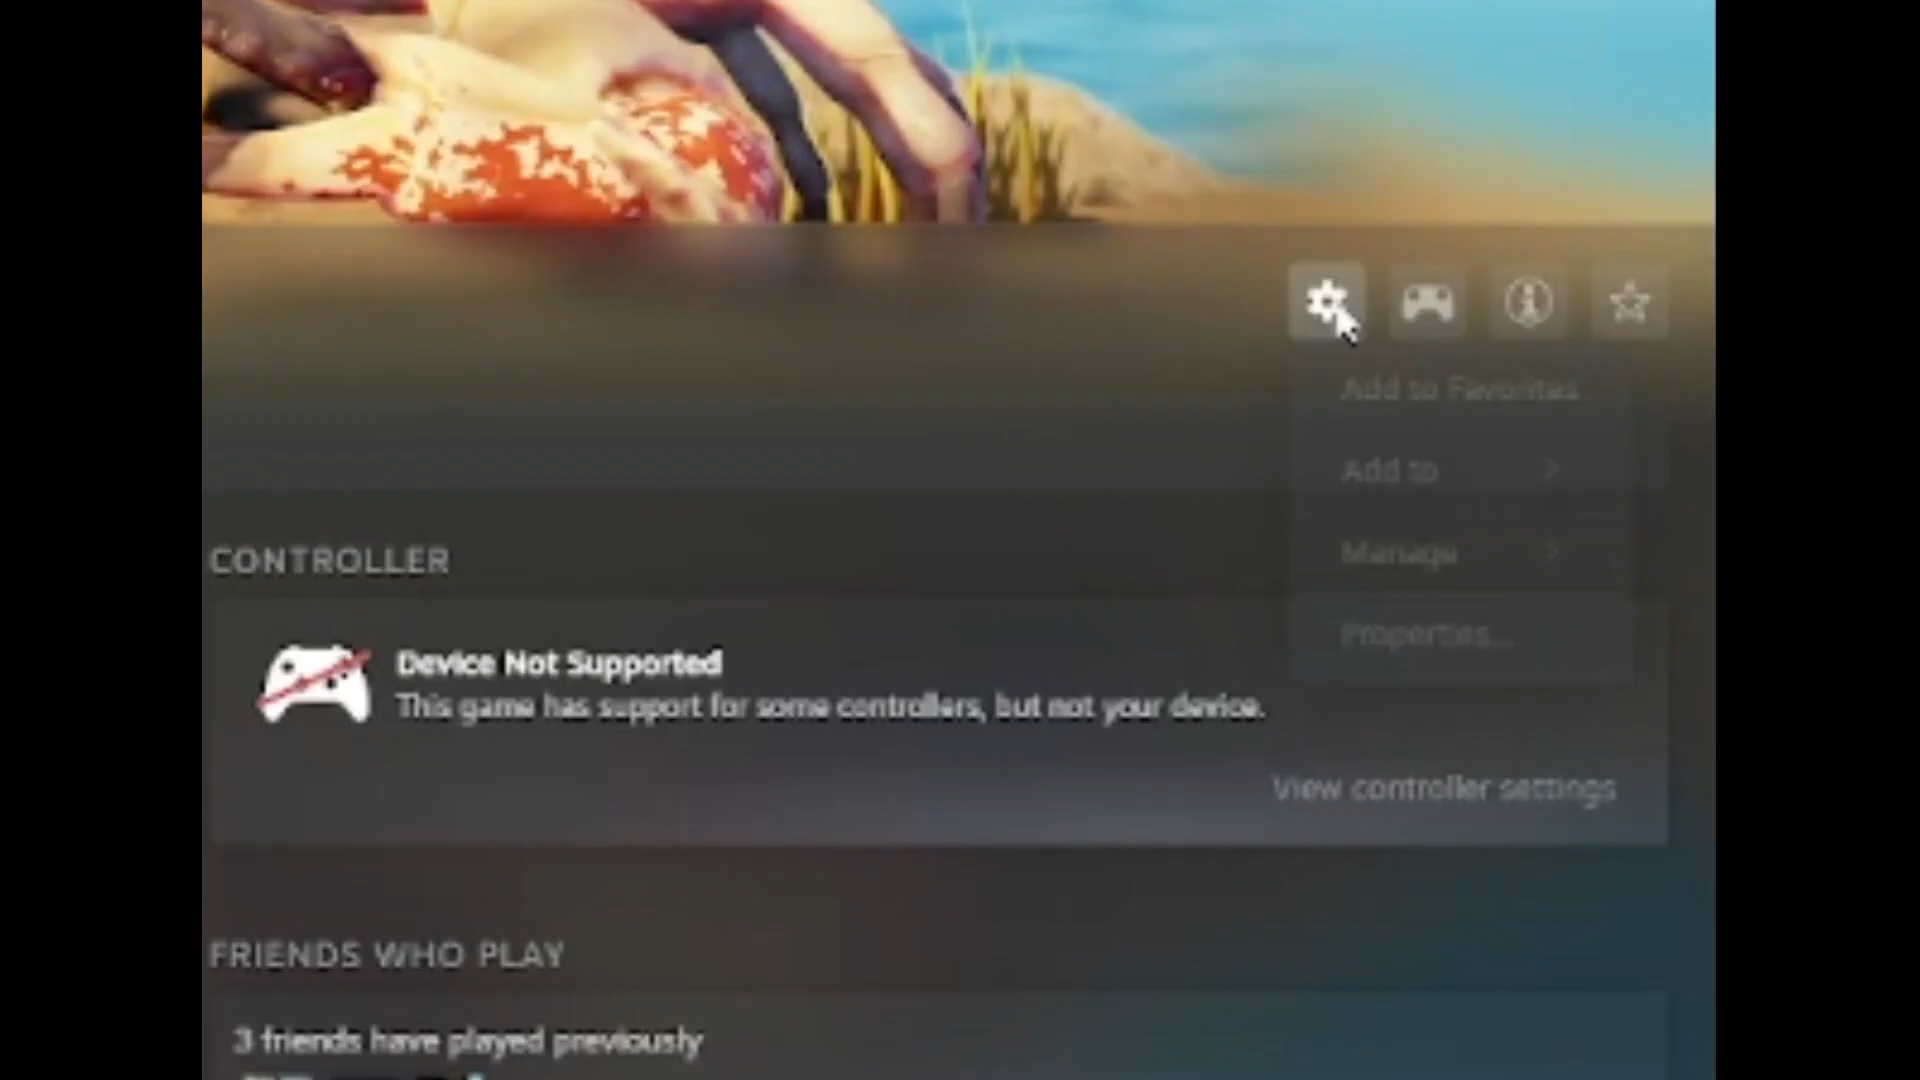 Add to Favorites
Add to
Manage
Properties...
CONTROLLER
Device Not Supported
This game has support for some controllers, but not your device.
View controller settings
FRIENDS WHO PLAY
3 friends have played previously